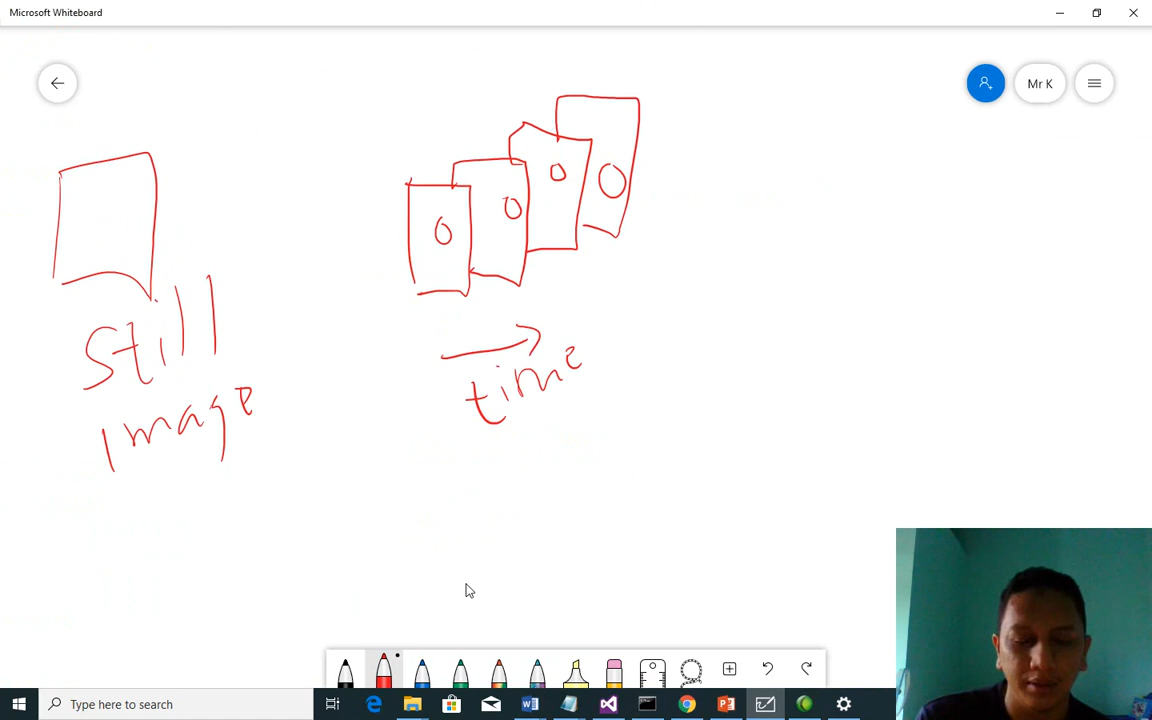 Microsoft Whiteboard
Mr K
Still
image
time
Type here to search